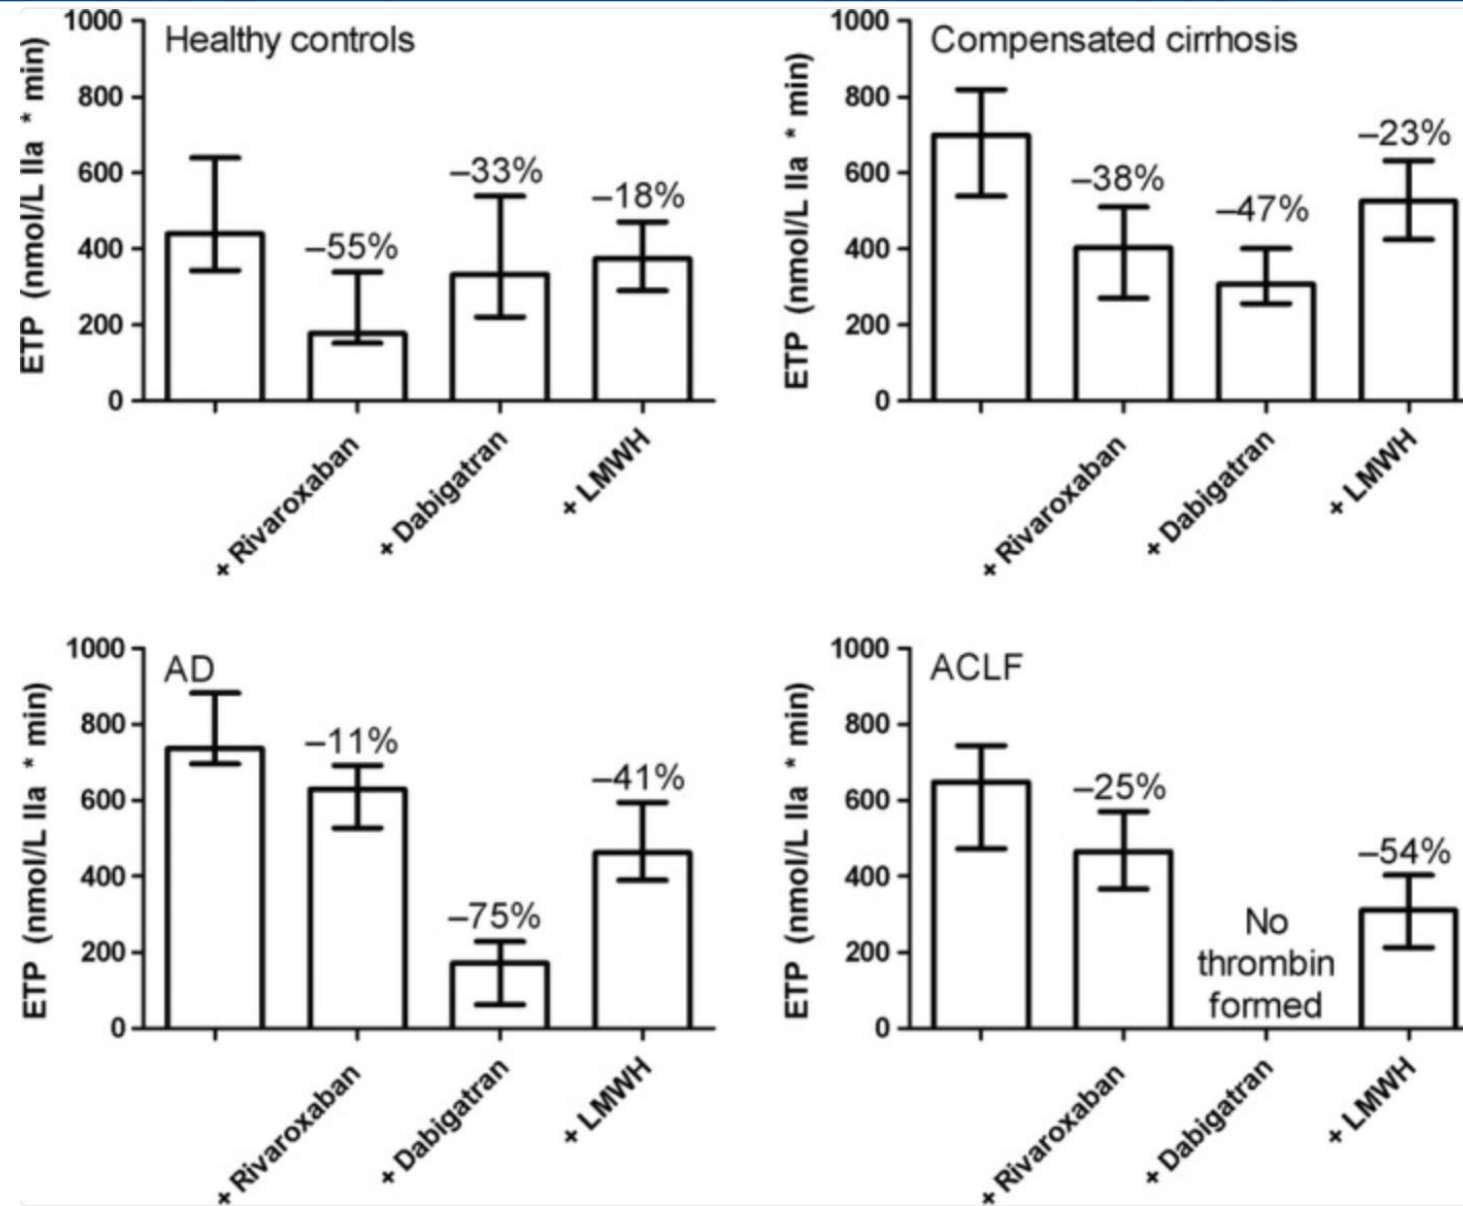 Healthy controls
ETP (nmol/L IIa * min)
1000
800
600
400
200
0
–55%
–33%
–18%
+ Rivaroxaban
+ Dabigatran
+ LMWH
Compensated cirrhosis
ETP (nmol/L IIa * min)
1000
800
600
400
200
0
–38%
–47%
–23%
+ Rivaroxaban
+ Dabigatran
+ LMWH
AD
ETP (nmol/L IIa * min)
1000
800
600
400
200
0
–11%
–75%
–41%
+ Rivaroxaban
+ Dabigatran
+ LMWH
ACLF
ETP (nmol/L IIa * min)
1000
800
600
400
200
0
–25%
No
thrombin
formed
–54%
+ Rivaroxaban
+ Dabigatran
+ LMWH